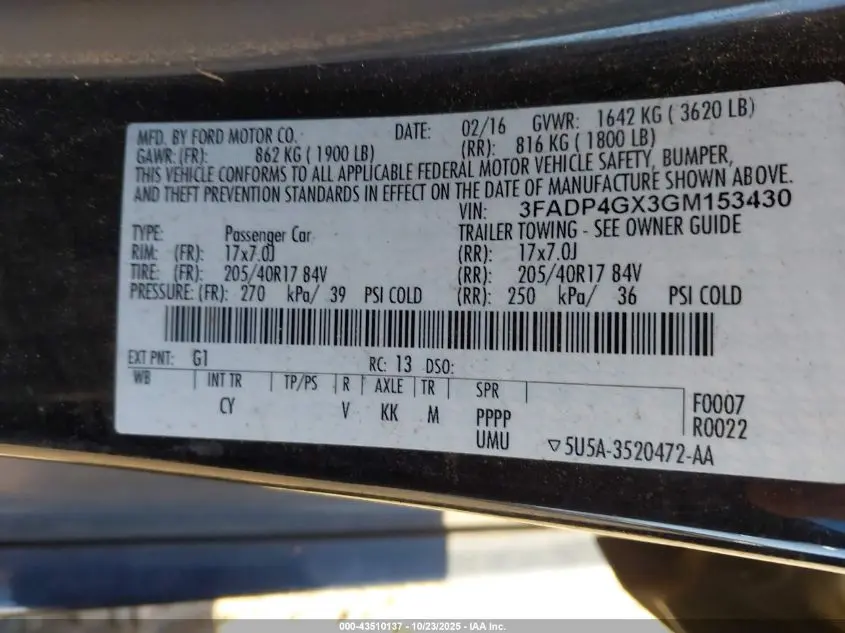 MFD. BY FORD MOTOR CO. DATE: 02/16 GVWR: 1642 KG ( 3620 LB)
GAWR: (FR): 862 KG ( 1900 LB) (RR): 816 KG ( 1800 LB)
THIS VEHICLE CONFORMS TO ALL APPLICABLE FEDERAL MOTOR VEHICLE SAFETY, BUMPER,
AND THEFT PREVENTION STANDARDS IN EFFECT ON THE DATE OF MANUFACTURE SHOWN ABOVE.
VIN: 3FADP4GX3GM153430
TYPE: Passenger Car TRAILER TOWING - SEE OWNER GUIDE
RIM: (FR): 17x7.0J (RR): 17x7.0J
TIRE: (FR): 205/40R17 84V (RR): 205/40R17 84V
PRESSURE: (FR): 270 kPa/ 39 PSI COLD (RR): 250 kPa/ 36 PSI COLD
EXT PNT: G1 RC: 13 DSO:
WB INT TR TP/PS R AXLE TR SPR
CY V KK M PPPP
UMU
F0007
R0022
▽5U5A-3520472-AA
000-43510137 - 10/23/2025 - IAA Inc.